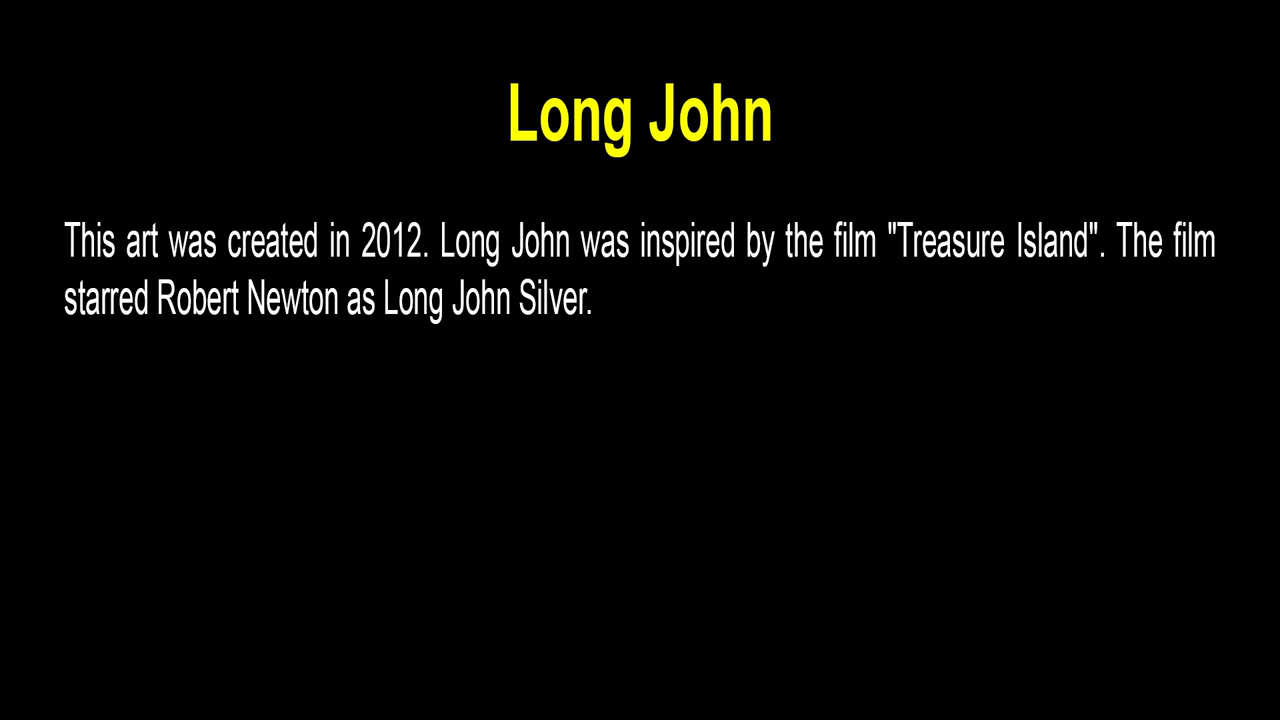 Long John
This art was created in 2012. Long John was inspired by the film "Treasure Island". The film
starred Robert Newton as Long John Silver.